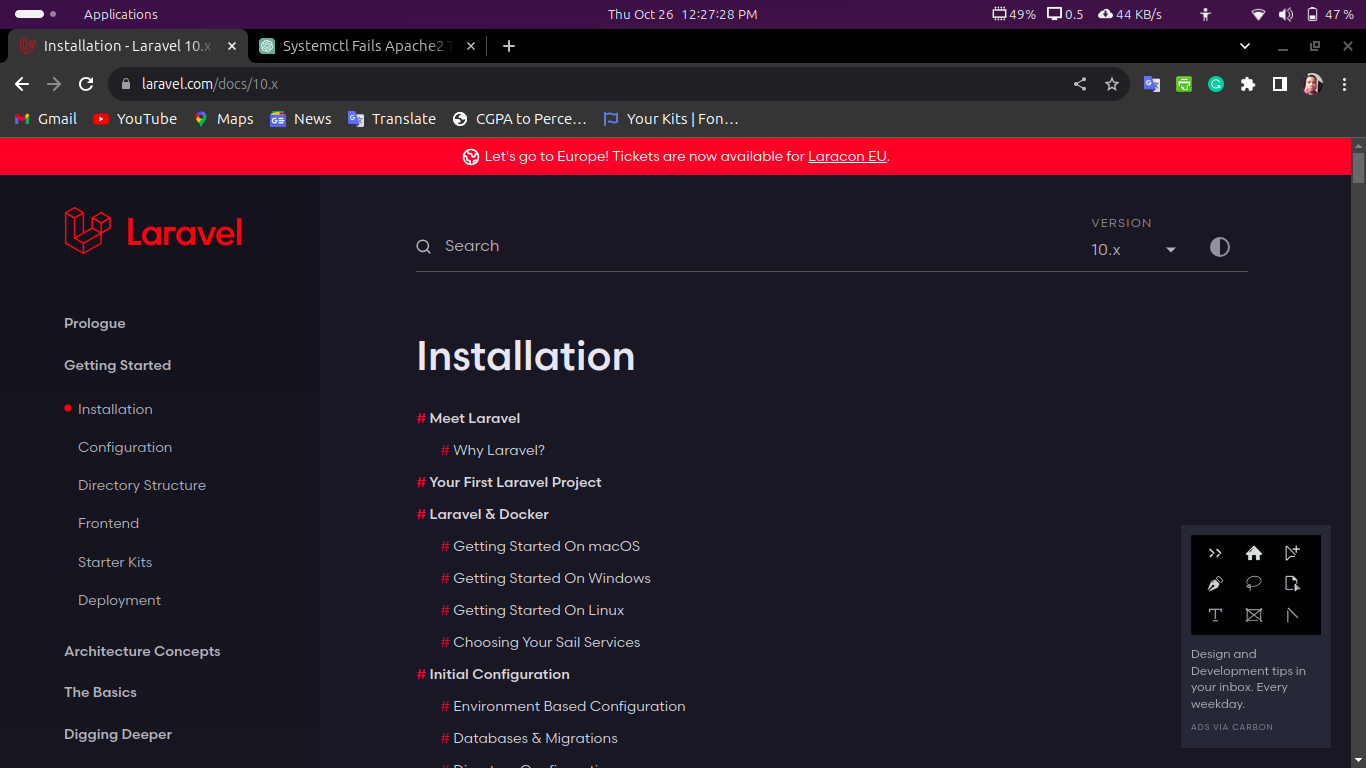 Applications
Thu Oct 26 12:27:28 PM
49% 0.5 44 KB/s 47 %
Installation - Laravel 10.x
Systemctl Fails Apache2
laravel.com/docs/10.x
Gmail YouTube Maps News Translate CGPA to Perce… Your Kits | Fon…
Let's go to Europe! Tickets are now available for Laracon EU.
Laravel
Search
VERSION
10.x
Prologue
Getting Started
Installation
Configuration
Directory Structure
Frontend
Starter Kits
Deployment
Architecture Concepts
The Basics
Digging Deeper
Installation
# Meet Laravel
# Why Laravel?
# Your First Laravel Project
# Laravel & Docker
# Getting Started On macOS
# Getting Started On Windows
# Getting Started On Linux
# Choosing Your Sail Services
# Initial Configuration
# Environment Based Configuration
# Databases & Migrations
Design and
Development tips in
your inbox. Every
weekday.
ADS VIA CARBON